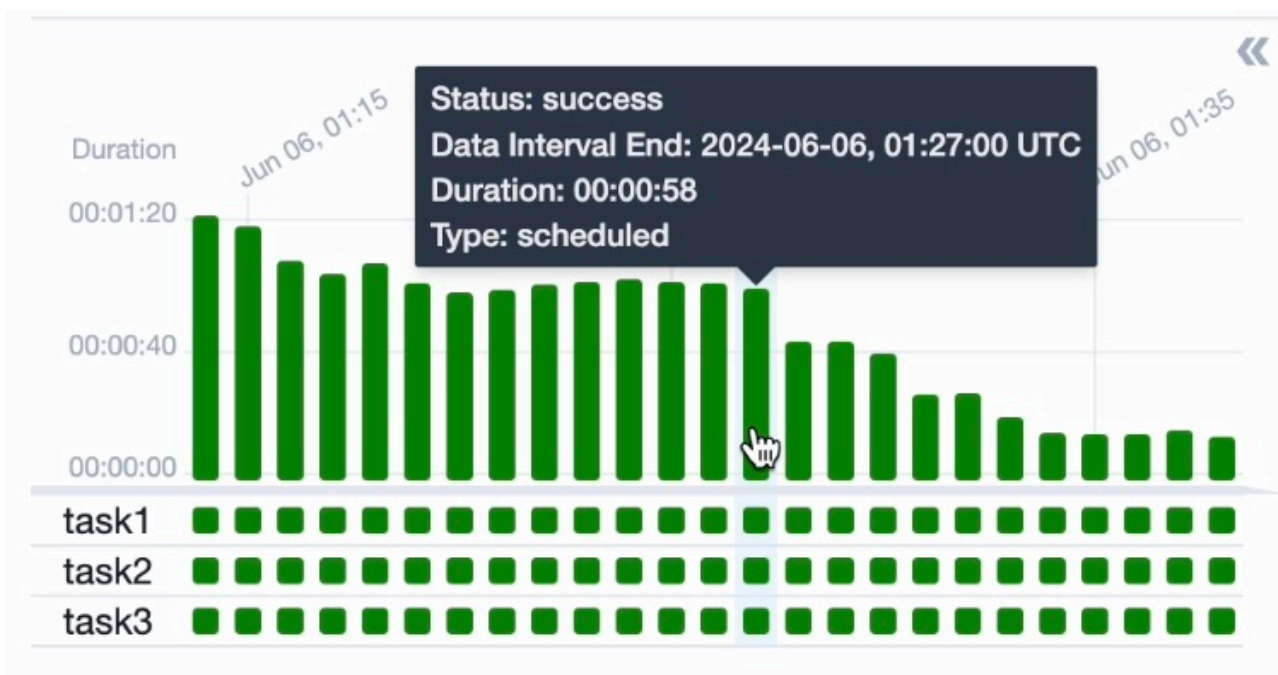 «
Jun 06, 01:15
Status: success
Data Interval End: 2024-06-06, 01:27:00 UTC
Duration: 00:00:58
Type: scheduled
un 06, 01:35
Duration
00:01:20
00:00:40
00:00:00
task1
task2
task3